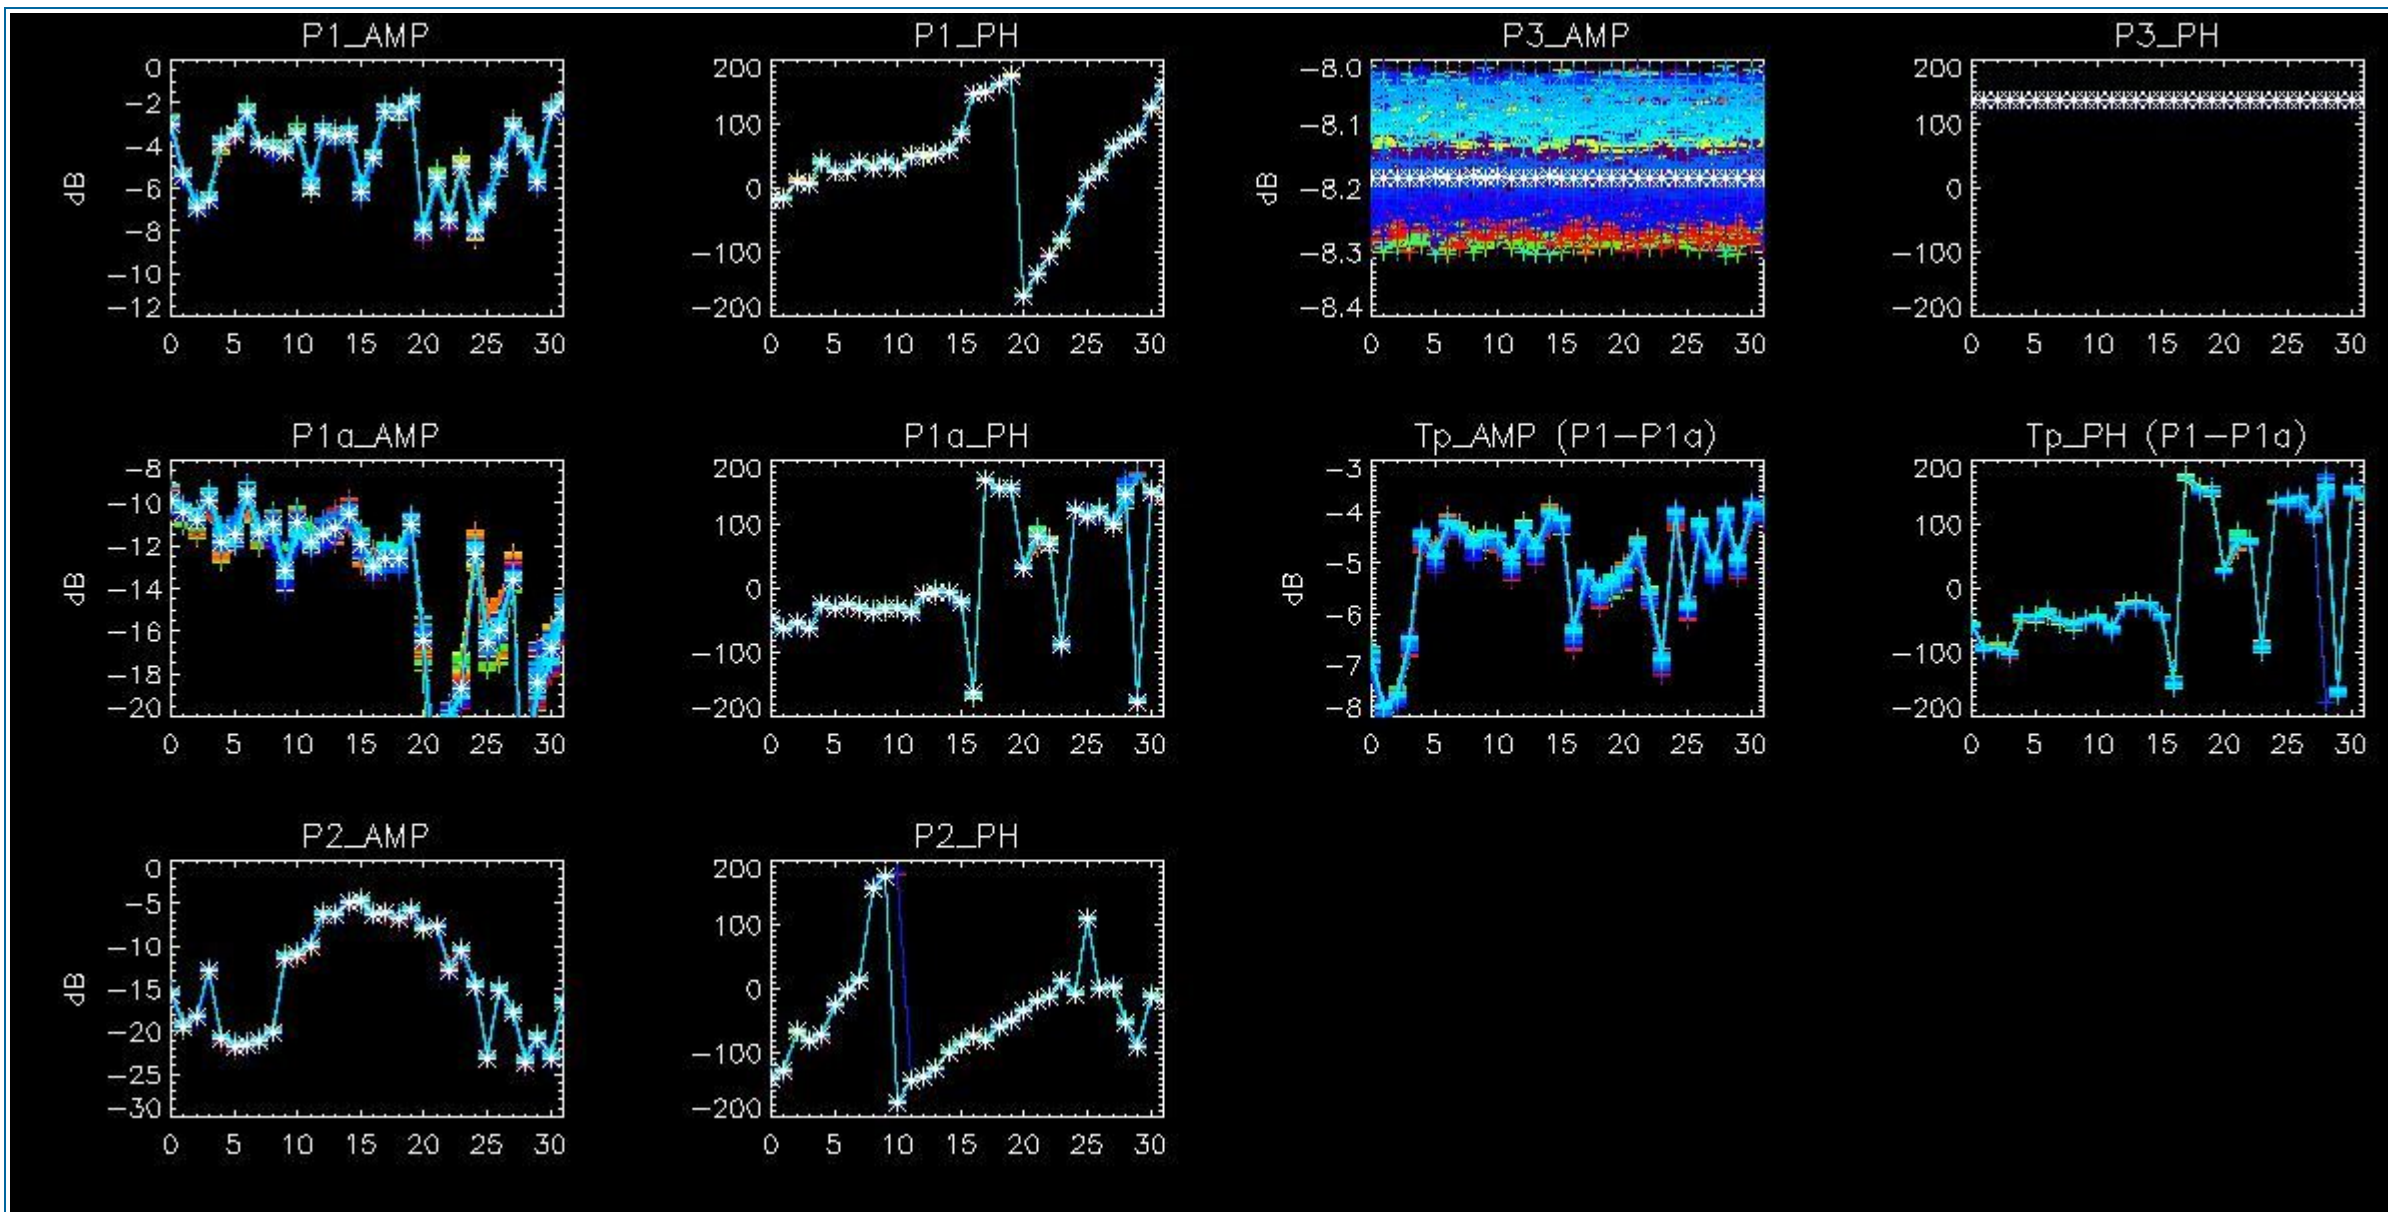 P1_AMP P1_PH P3_AMP P3_PH
0 200 -8.0 200
-2
100 -8.1 100
-4
dB -6 0 dB -8.2 0
-8
-100 -8.3 -100
-10
-12 -200 -8.4 -200
0 5 10 15 20 25 30 0 5 10 15 20 25 30 0 5 10 15 20 25 30 0 5 10 15 20 25 30
P1a_AMP P1a_PH Tp_AMP (P1-P1a) Tp_PH (P1-P1a)
-8 200 -3 200
-10
100 -4 100
-12
dB -14 0 dB -5 0
-16 -6
-100 -100
-18 -7
-20 -200 -8 -200
0 5 10 15 20 25 30 0 5 10 15 20 25 30 0 5 10 15 20 25 30 0 5 10 15 20 25 30
P2_AMP P2_PH
0 200
-5
100
-10
dB -15 0
-20
-100
-25
-30 -200
0 5 10 15 20 25 30 0 5 10 15 20 25 30